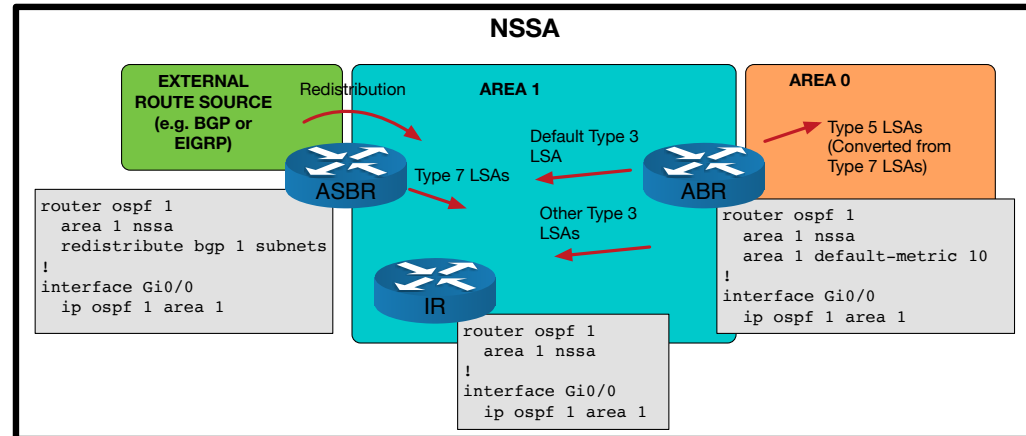 NSSA
EXTERNAL
ROUTE SOURCE
(e.g. BGP or
EIGRP)
Redistribution
AREA 1
AREA 0
Default Type 3
LSA
Type 5 LSAs
(Converted from
Type 7 LSAs)
ASBR
Type 7 LSAs
ABR
Other Type 3
LSAs
IR
router ospf 1
  area 1 nssa
  redistribute bgp 1 subnets
!
interface Gi0/0
  ip ospf 1 area 1
router ospf 1
  area 1 nssa
!
interface Gi0/0
  ip ospf 1 area 1
router ospf 1
  area 1 nssa
  area 1 default-metric 10
!
interface Gi0/0
  ip ospf 1 area 1